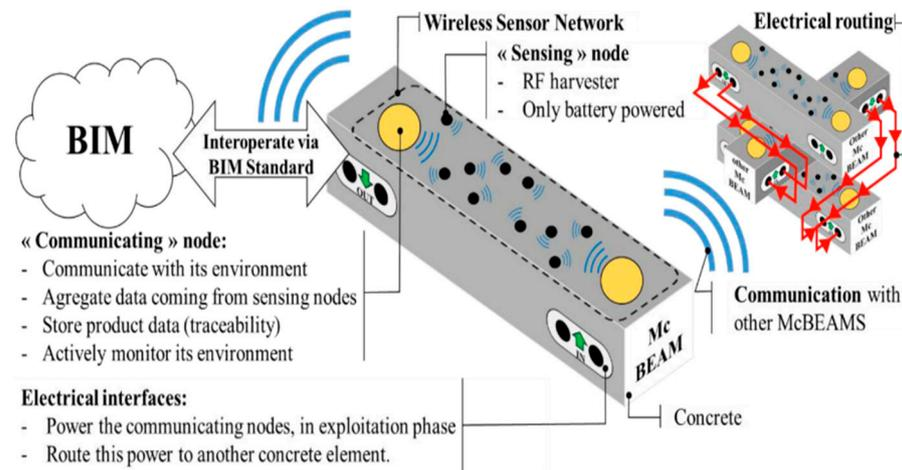 Wireless Sensor Network
Electrical routing
« Sensing » node
- RF harvester
- Only battery powered
BIM
Interoperate via
BIM Standard
OUT
« Communicating » node:
- Communicate with its environment
- Agregate data coming from sensing nodes
- Store product data (traceability)
- Actively monitor its environment
Communication with
other McBEAMS
IN
Mc
BEAM
Concrete
Electrical interfaces:
- Power the communicating nodes, in exploitation phase
- Route this power to another concrete element.
Other
Mc
BEAM
other
Mc
BEAM
Other
Mc
BEAM